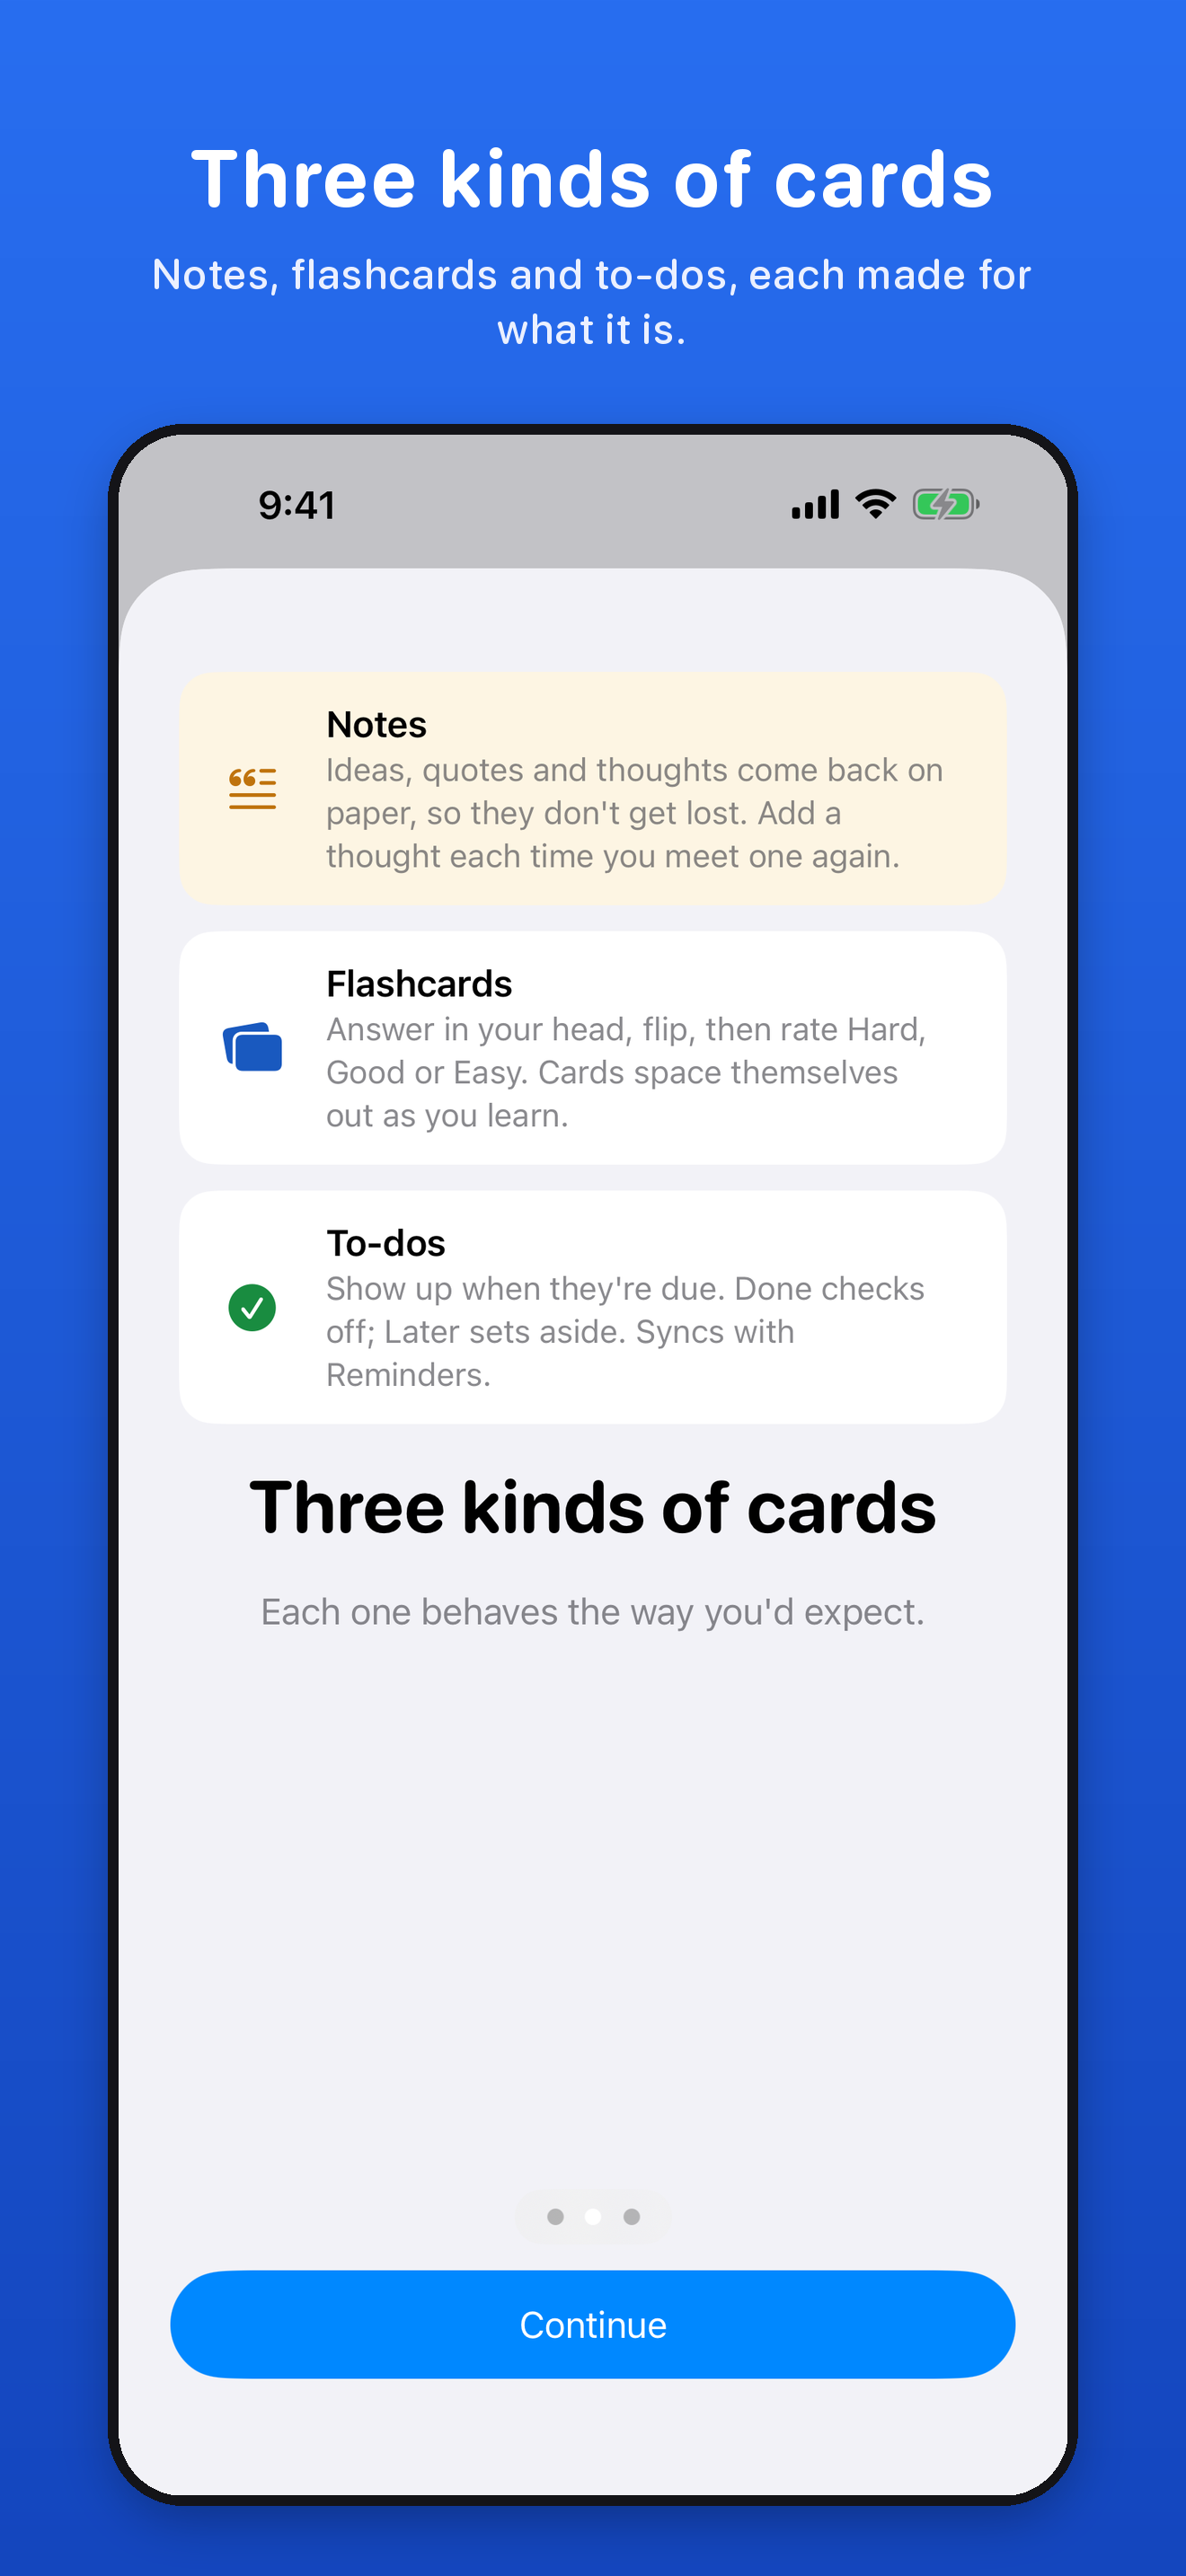 Three kinds of cards
Notes, flashcards and to-dos, each made for
what it is.
9:41
Notes
Ideas, quotes and thoughts come back on
paper, so they don't get lost. Add a
thought each time you meet one again.
Flashcards
Answer in your head, flip, then rate Hard,
Good or Easy. Cards space themselves
out as you learn.
To-dos
Show up when they're due. Done checks
off; Later sets aside. Syncs with
Reminders.
Three kinds of cards
Each one behaves the way you'd expect.
Continue